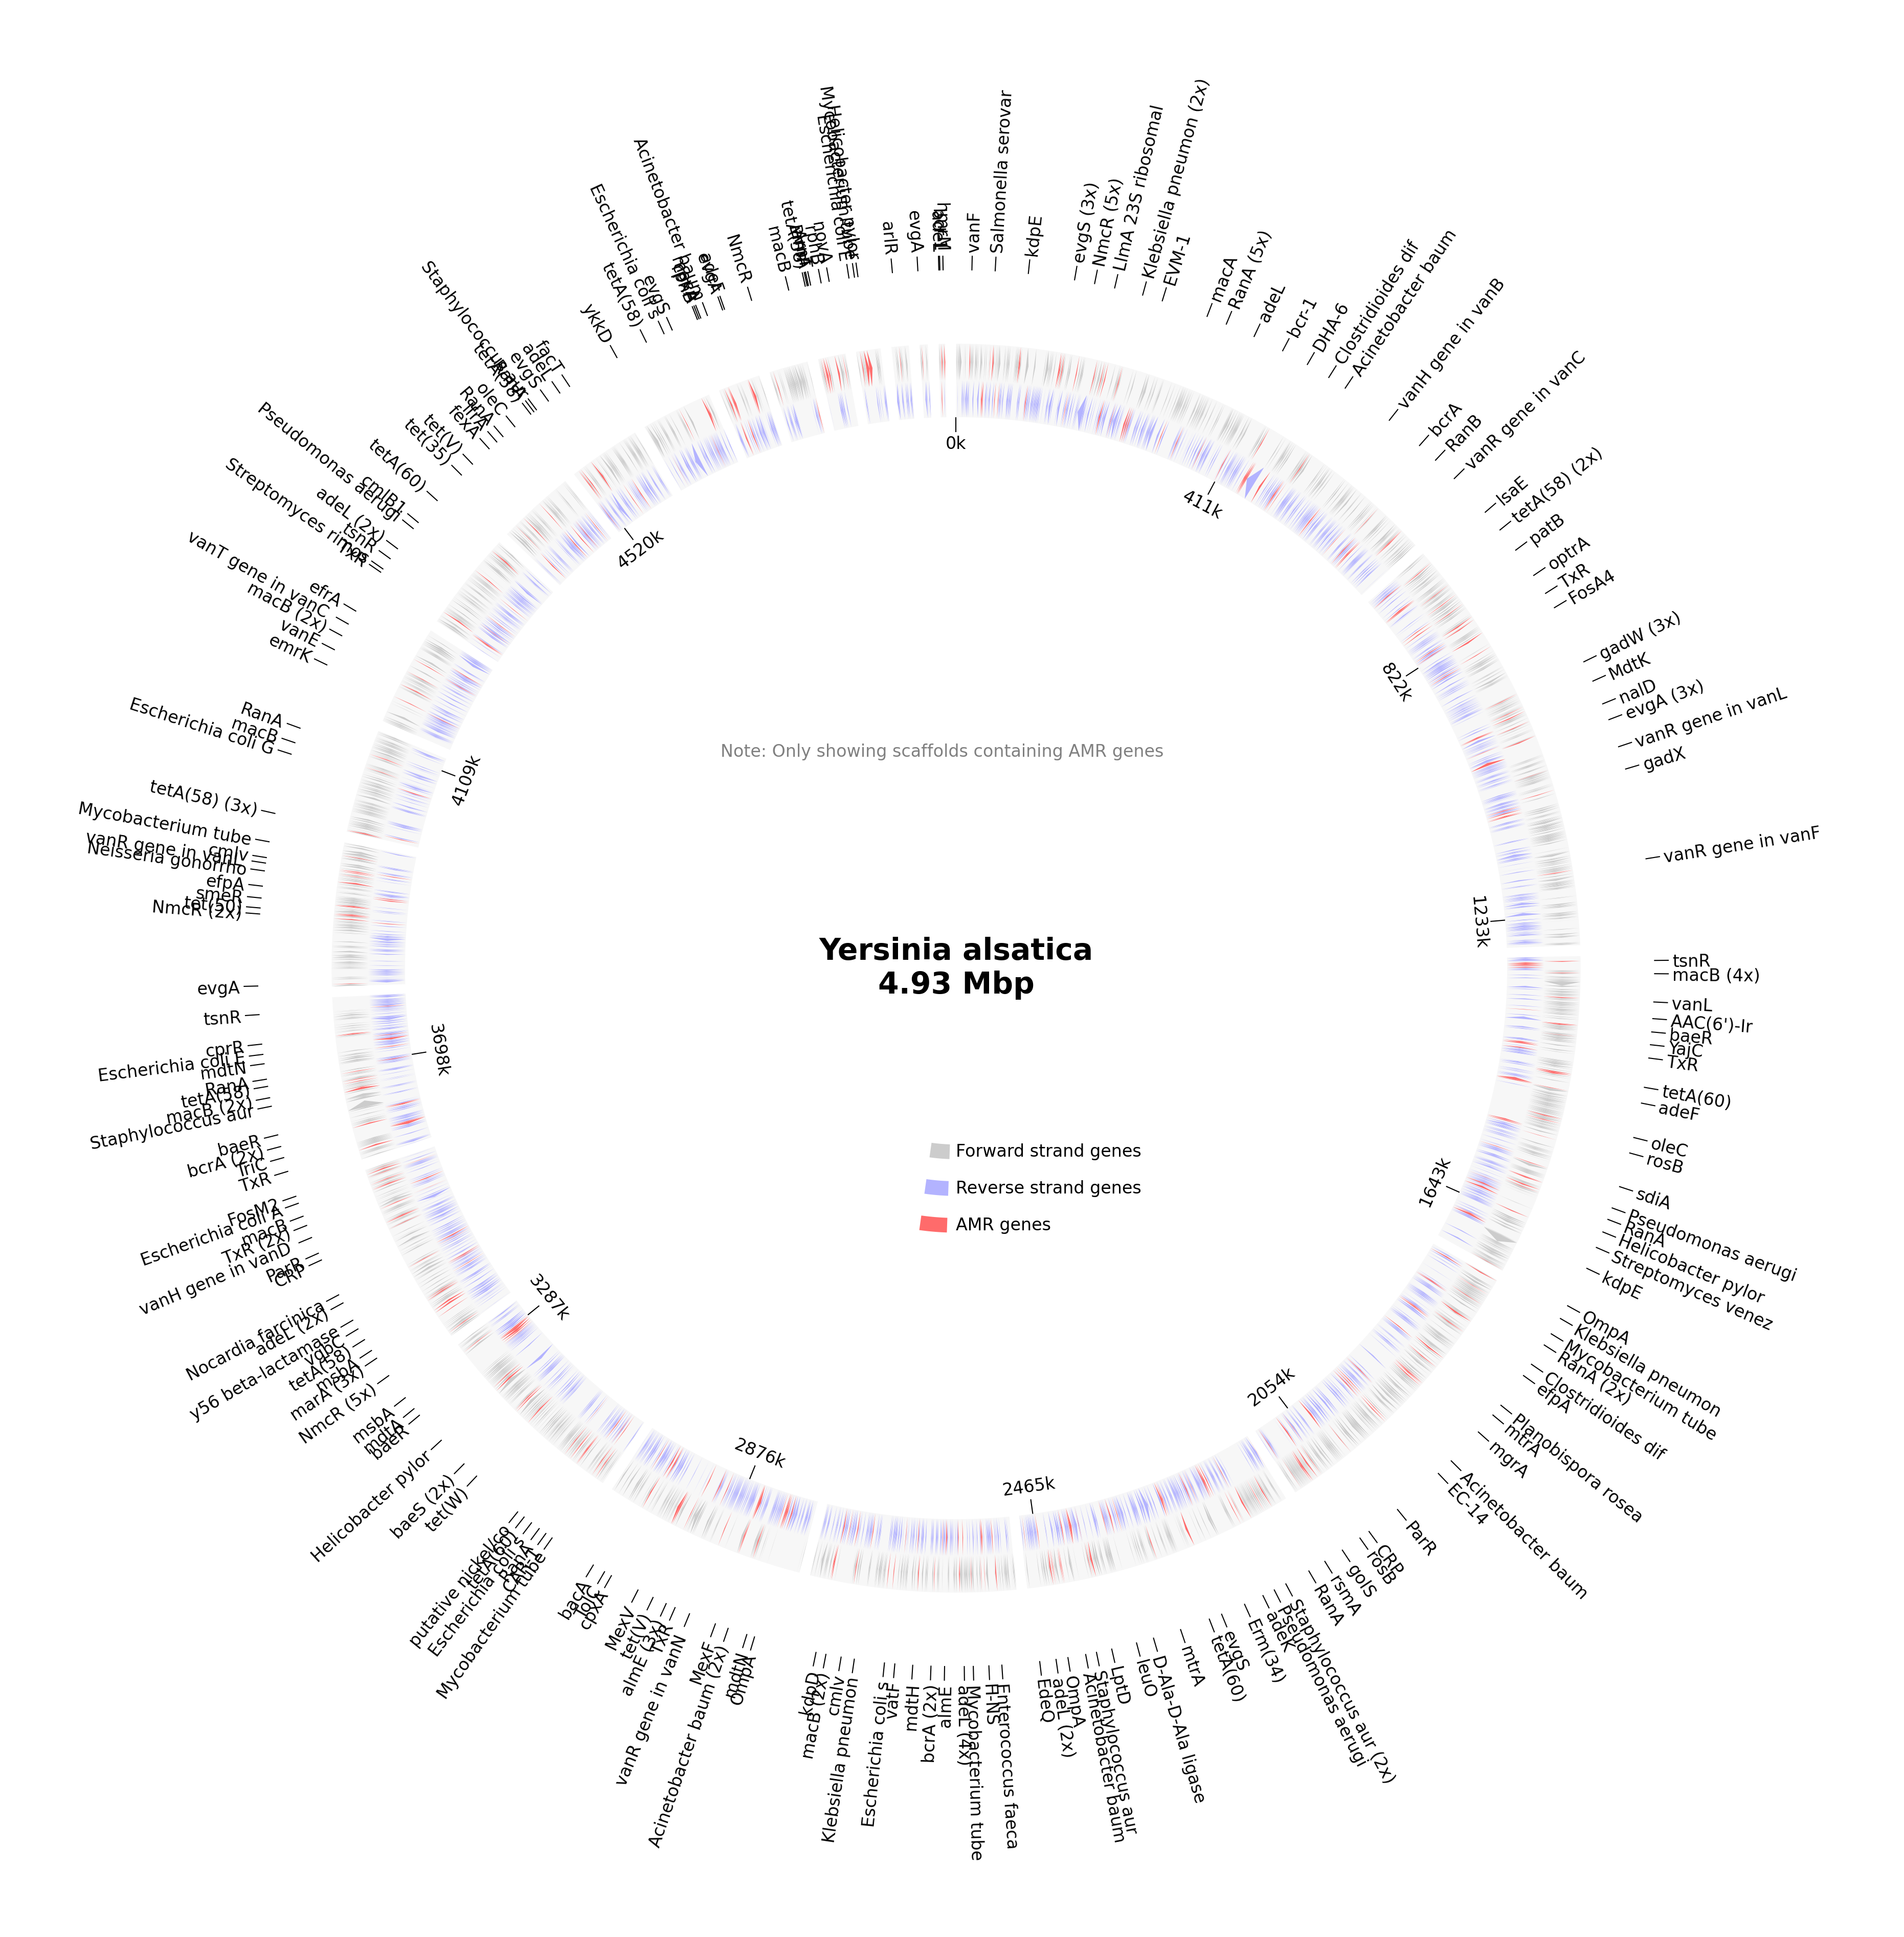 vanF
Salmonella serovar
kdpE
evgS (3x)
NmcR (5x)
LlmA 23S ribosomal
Klebsiella pneumon (2x)
EVM-1
macA
RanA (5x)
adeL
bcr-1
DHA-6
Clostridioides dif
Acinetobacter baum
vanH gene in vanB
bcrA
RanB
vanR gene in vanC
lsaE
tetA(58) (2x)
patB
optrA
TxR
FosA4
gadW (3x)
MdtK
nalD
evgA (3x)
vanR gene in vanL
gadX
vanR gene in vanF
tsnR
macB (4x)
vanL
AAC(6')-Ir
baeR
YajC
TxR
tetA(60)
adeF
oleC
rosB
sdiA
Pseudomonas aerugi
RanA
Helicobacter pylor
Streptomyces venez
kdpE
OmpA
Klebsiella pneumon
Mycobacterium tube
RanA (2x)
Clostridioides dif
efpA
Planobispora rosea
mtrA
mgrA
Acinetobacter baum
EC-14
ParR
CRP
rosB
golS
rsmA
RanA
Staphylococcus aur (2x)
Pseudomonas aerugi
adeK
Erm(34)
evgS
tetA(60)
mtrA
D-Ala-D-Ala ligase
leuO
LptD
Staphylococcus aur
Acinetobacter baum
OmpA
adeL (2x)
EdeQ
Enterococcus faeca
H-NS
Mycobacterium tube
adeL (4x)
almE
bcrA (2x)
mdtH
vatF
Escherichia coli s
Klebsiella pneumon
cmlv
macB (2x)
kdpD
OmpA
mdtN
Acinetobacter baum (2x)
MexF
vanR gene in vanN
TxR
almE (3x)
tet(V)
MexV
cpxA
TolC
bacA
Mycobacterium tube
CAR-1
RanA
Escherichia coli s
tetA(60)
putative nickel/co
tet(W)
baeS (2x)
Helicobacter pylor
baeR
mdtA
msbA
NmcR (5x)
marA (3x)
msbA
tetA(58)
vgbC
y56 beta-lactamase
adeL (2x)
Nocardia farcinica
CRP
ParR
vanH gene in vanD
TxR (2x)
macB
Escherichia coli A
FosM2
TxR
TriC
bcrA (2x)
baeR
Staphylococcus aur
macB (2x)
tetA(58)
RanA
mdtN
Escherichia coli E
cprR
tsnR
evgA
NmcR (2x)
tet(50)
smeR
efpA
Neisseria gonorrho
vanR gene in vanL
cmlv
Mycobacterium tube
tetA(58) (3x)
Escherichia coli G
macB
RanA
emrK
vanE
macB (2x)
vanT gene in vanC
efrA
TxR
Streptomyces rimos
tsnR
adeL (2x)
Pseudomonas aerugi
cmlB1
tetA(60)
tet(35)
tet(V)
fexA
RanA
oleC
tetA(58)
Staphylococcus
evgS
adeL
facT
ykkD
tetA(58)
Escherichia coli s
evgS
Acinetobacter baum
evgA
adeF
NmcR
macB
tetA(58)
novA
Escherichia coli
Helicobacter pylor
arlR
evgA
0k
411k
822k
1233k
1643k
2054k
2465k
2876k
3287k
3698k
4109k
4520k
Note: Only showing scaffolds containing AMR genes
Yersinia alsatica
4.93 Mbp
Forward strand genes
Reverse strand genes
AMR genes